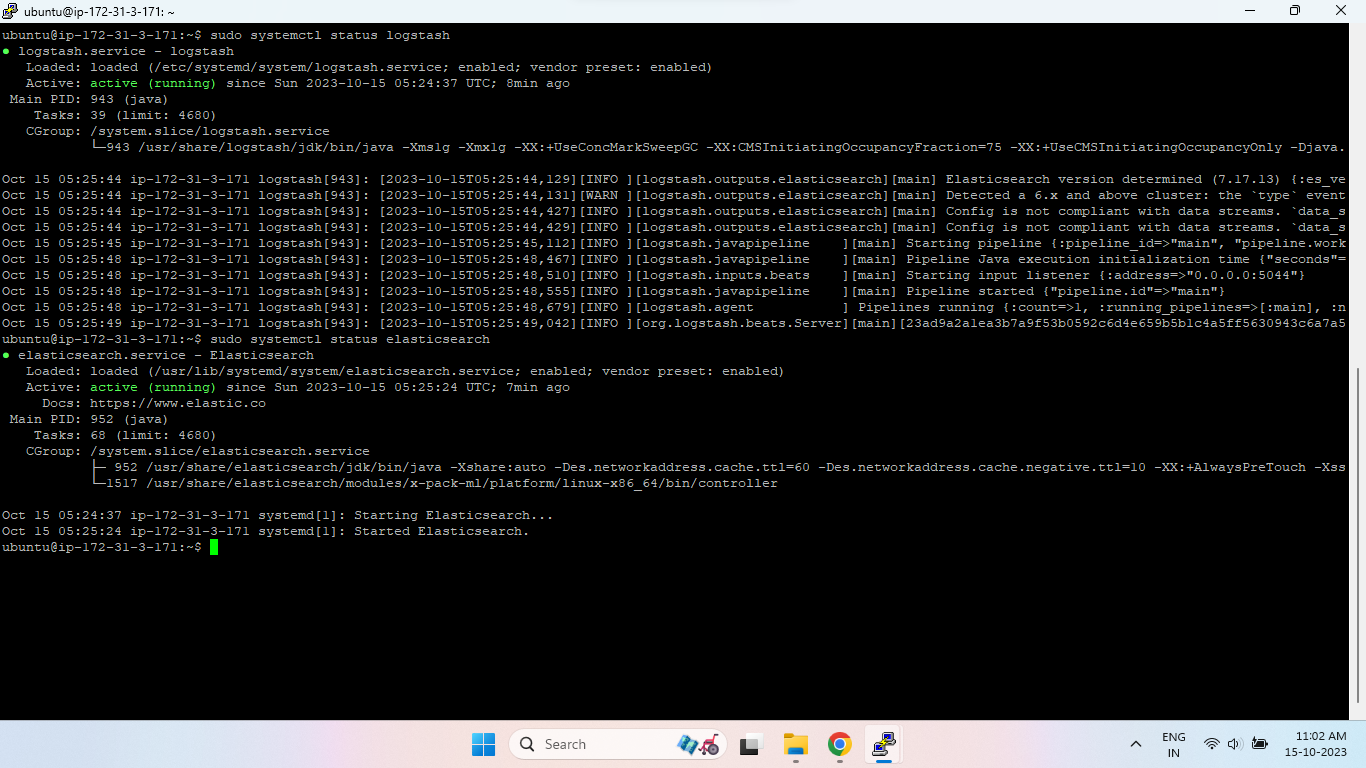 ubuntu@ip-172-31-3-171: ~
ubuntu@ip-172-31-3-171:~$ sudo systemctl status logstash
● logstash.service - logstash
Loaded: loaded (/etc/systemd/system/logstash.service; enabled; vendor preset: enabled)
Active: active (running) since Sun 2023-10-15 05:24:37 UTC; 8min ago
Main PID: 943 (java)
Tasks: 39 (limit: 4680)
CGroup: /system.slice/logstash.service
└─943 /usr/share/logstash/jdk/bin/java -Xms1g -Xmx1g -XX:+UseConcMarkSweepGC -XX:CMSInitiatingOccupancyFraction=75 -XX:+UseCMSInitiatingOccupancyOnly -Djava.
Oct 15 05:25:44 ip-172-31-3-171 logstash[943]: [2023-10-15T05:25:44,129][INFO ][logstash.outputs.elasticsearch][main] Elasticsearch version determined (7.17.13) {:es_ve
Oct 15 05:25:44 ip-172-31-3-171 logstash[943]: [2023-10-15T05:25:44,131][WARN ][logstash.outputs.elasticsearch][main] Detected a 6.x and above cluster: the `type` event
Oct 15 05:25:44 ip-172-31-3-171 logstash[943]: [2023-10-15T05:25:44,427][INFO ][logstash.outputs.elasticsearch][main] Config is not compliant with data streams. `data_s
Oct 15 05:25:44 ip-172-31-3-171 logstash[943]: [2023-10-15T05:25:44,429][INFO ][logstash.outputs.elasticsearch][main] Config is not compliant with data streams. `data_s
Oct 15 05:25:45 ip-172-31-3-171 logstash[943]: [2023-10-15T05:25:45,112][INFO ][logstash.javapipeline    ][main] Starting pipeline {:pipeline_id=>"main", "pipeline.work
Oct 15 05:25:48 ip-172-31-3-171 logstash[943]: [2023-10-15T05:25:48,467][INFO ][logstash.javapipeline    ][main] Pipeline Java execution initialization time {"seconds"=
Oct 15 05:25:48 ip-172-31-3-171 logstash[943]: [2023-10-15T05:25:48,510][INFO ][logstash.inputs.beats    ][main] Starting input listener {:address=>"0.0.0.0:5044"}
Oct 15 05:25:48 ip-172-31-3-171 logstash[943]: [2023-10-15T05:25:48,555][INFO ][logstash.javapipeline    ][main] Pipeline started {"pipeline.id"=>"main"}
Oct 15 05:25:48 ip-172-31-3-171 logstash[943]: [2023-10-15T05:25:48,679][INFO ][logstash.agent           ] Pipelines running {:count=>1, :running_pipelines=>[:main], :n
Oct 15 05:25:49 ip-172-31-3-171 logstash[943]: [2023-10-15T05:25:49,042][INFO ][org.logstash.beats.Server][main][23ad9a2a1ea3b7a9f53b0592c6d4e659b5b1c4a5ff5630943c6a7a5
ubuntu@ip-172-31-3-171:~$ sudo systemctl status elasticsearch
● elasticsearch.service - Elasticsearch
Loaded: loaded (/usr/lib/systemd/system/elasticsearch.service; enabled; vendor preset: enabled)
Active: active (running) since Sun 2023-10-15 05:25:24 UTC; 7min ago
Docs: https://www.elastic.co
Main PID: 952 (java)
Tasks: 68 (limit: 4680)
CGroup: /system.slice/elasticsearch.service
├─ 952 /usr/share/elasticsearch/jdk/bin/java -Xshare:auto -Des.networkaddress.cache.ttl=60 -Des.networkaddress.cache.negative.ttl=10 -XX:+AlwaysPreTouch -Xss
└─1517 /usr/share/elasticsearch/modules/x-pack-ml/platform/linux-x86_64/bin/controller
Oct 15 05:24:37 ip-172-31-3-171 systemd[1]: Starting Elasticsearch...
Oct 15 05:25:24 ip-172-31-3-171 systemd[1]: Started Elasticsearch.
ubuntu@ip-172-31-3-171:~$
Search
ENG
IN
11:02 AM
15-10-2023